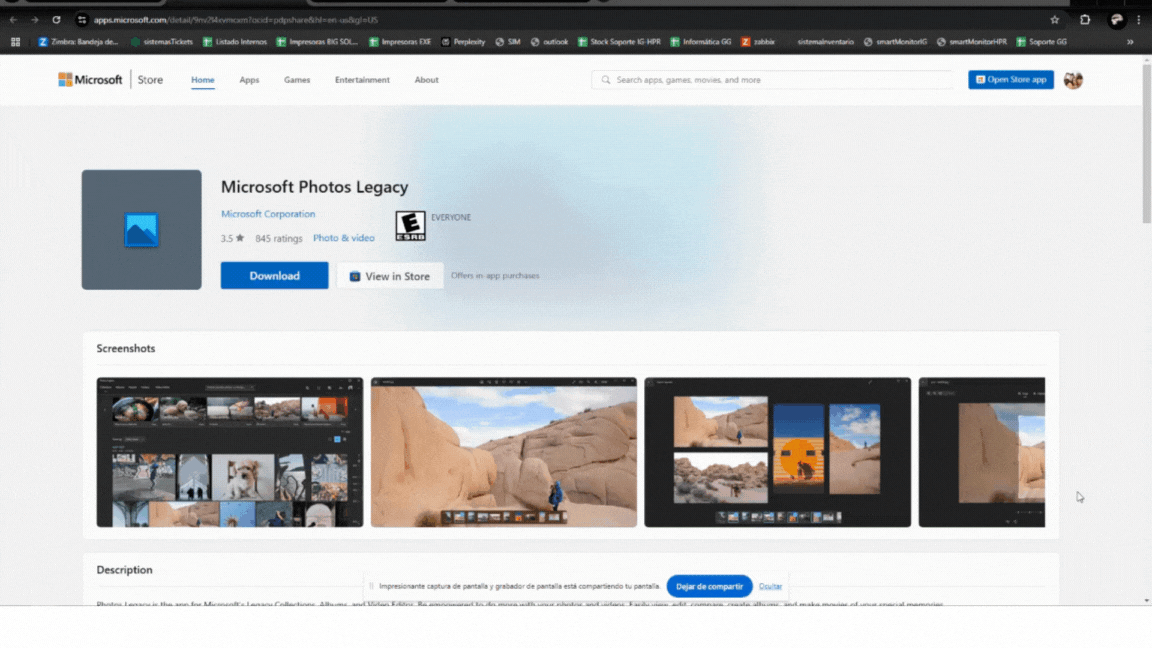 apps.microsoft.com/detail/9nv2l4xvmcxm?ocid=pdpshare&hl=en-us&gl=US
Zimbra: Bandeja de... sistemasTickets Listado Internos Impresoras BIG SOL... Impresoras EXE Perplexity SIM outlook Stock Soporte IG-HPR Informática GG zabbix sistemaInventario smartMonitorIG smartMonitorHPR Soporte GG
Microsoft Store Home Apps Games Entertainment About Search apps, games, movies, and more Open Store app
Microsoft Photos Legacy
Microsoft Corporation
E ESRB EVERYONE
3.5 ★ 845 ratings Photo & video
Download View in Store Offers in-app purchases
Screenshots
Description
Impresionante captura de pantalla y grabador de pantalla está compartiendo tu pantalla. Dejar de compartir Ocultar
Photos Legacy is the app for Microsoft's Legacy Collections, Albums, and Video Editor. Be empowered to do more with your photos and videos. Easily view, edit, compare, create albums, and make movies of your special memories.